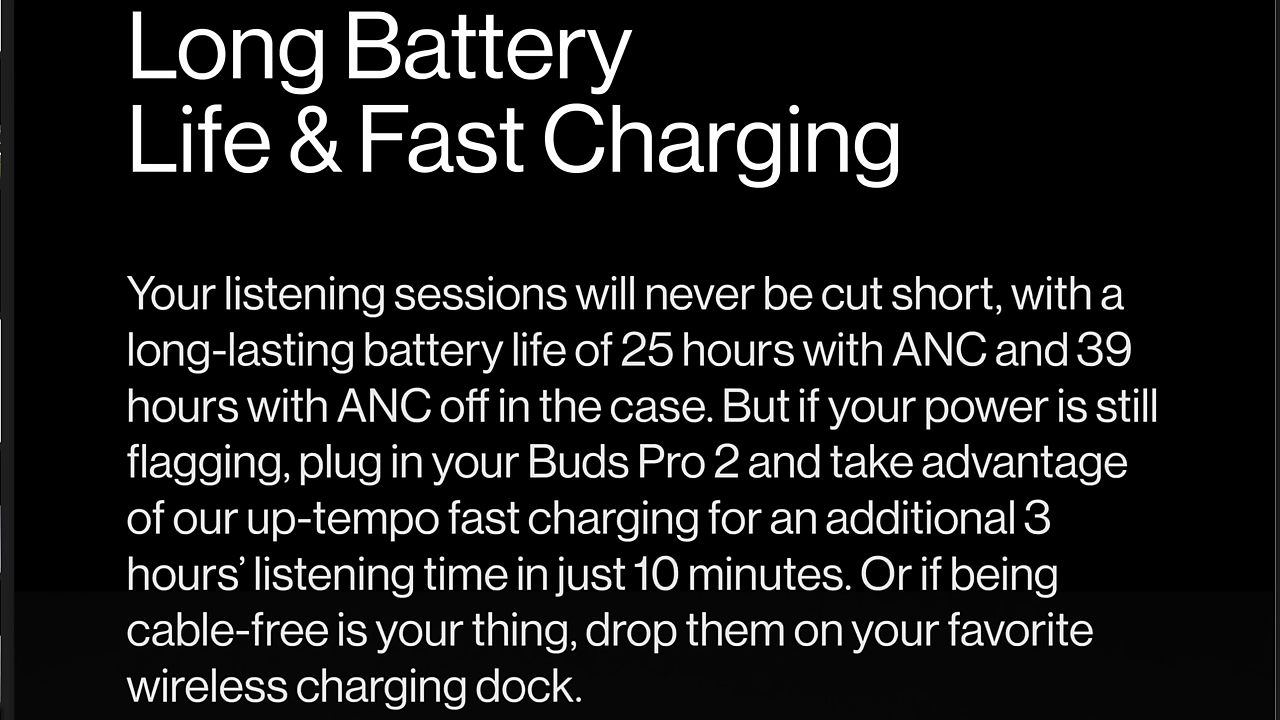 Long Battery
Life & Fast Charging
Your listening sessions will never be cut short, with a
long-lasting battery life of 25 hours with ANC and 39
hours with ANC off in the case. But if your power is still
flagging, plug in your Buds Pro 2 and take advantage
of our up-tempo fast charging for an additional 3
hours’ listening time in just 10 minutes. Or if being
cable-free is your thing, drop them on your favorite
wireless charging dock.